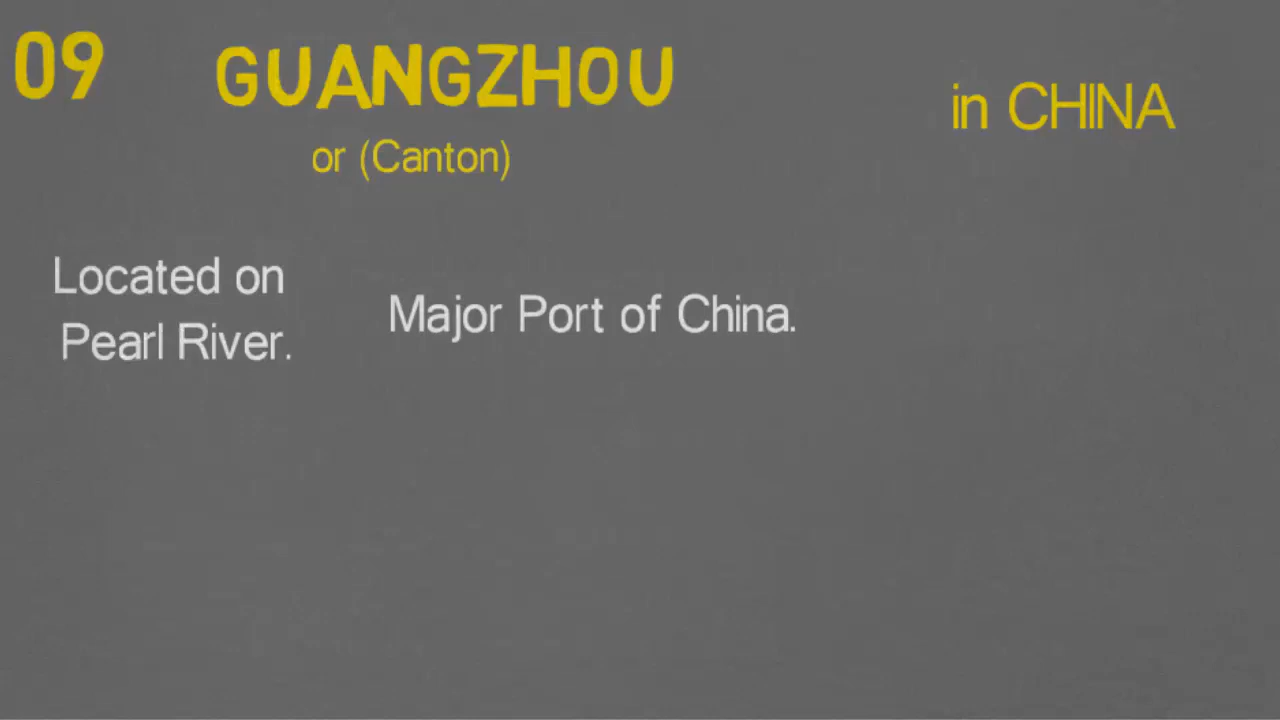 09 GUANGZHOU
in CHINA
or (Canton)
Located on
Pearl River.
Major Port of China.